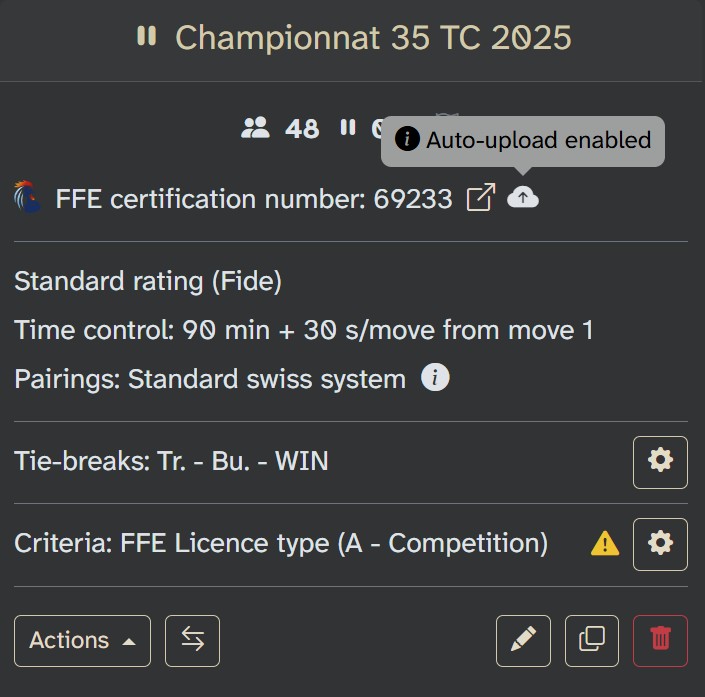 Championnat 35 TC 2025
48
Auto-upload enabled
FFE certification number: 69233
Standard rating (Fide)
Time control: 90 min + 30 s/move from move 1
Pairings: Standard swiss system
Tie-breaks: Tr. - Bu. - WIN
Criteria: FFE Licence type (A - Competition)
Actions